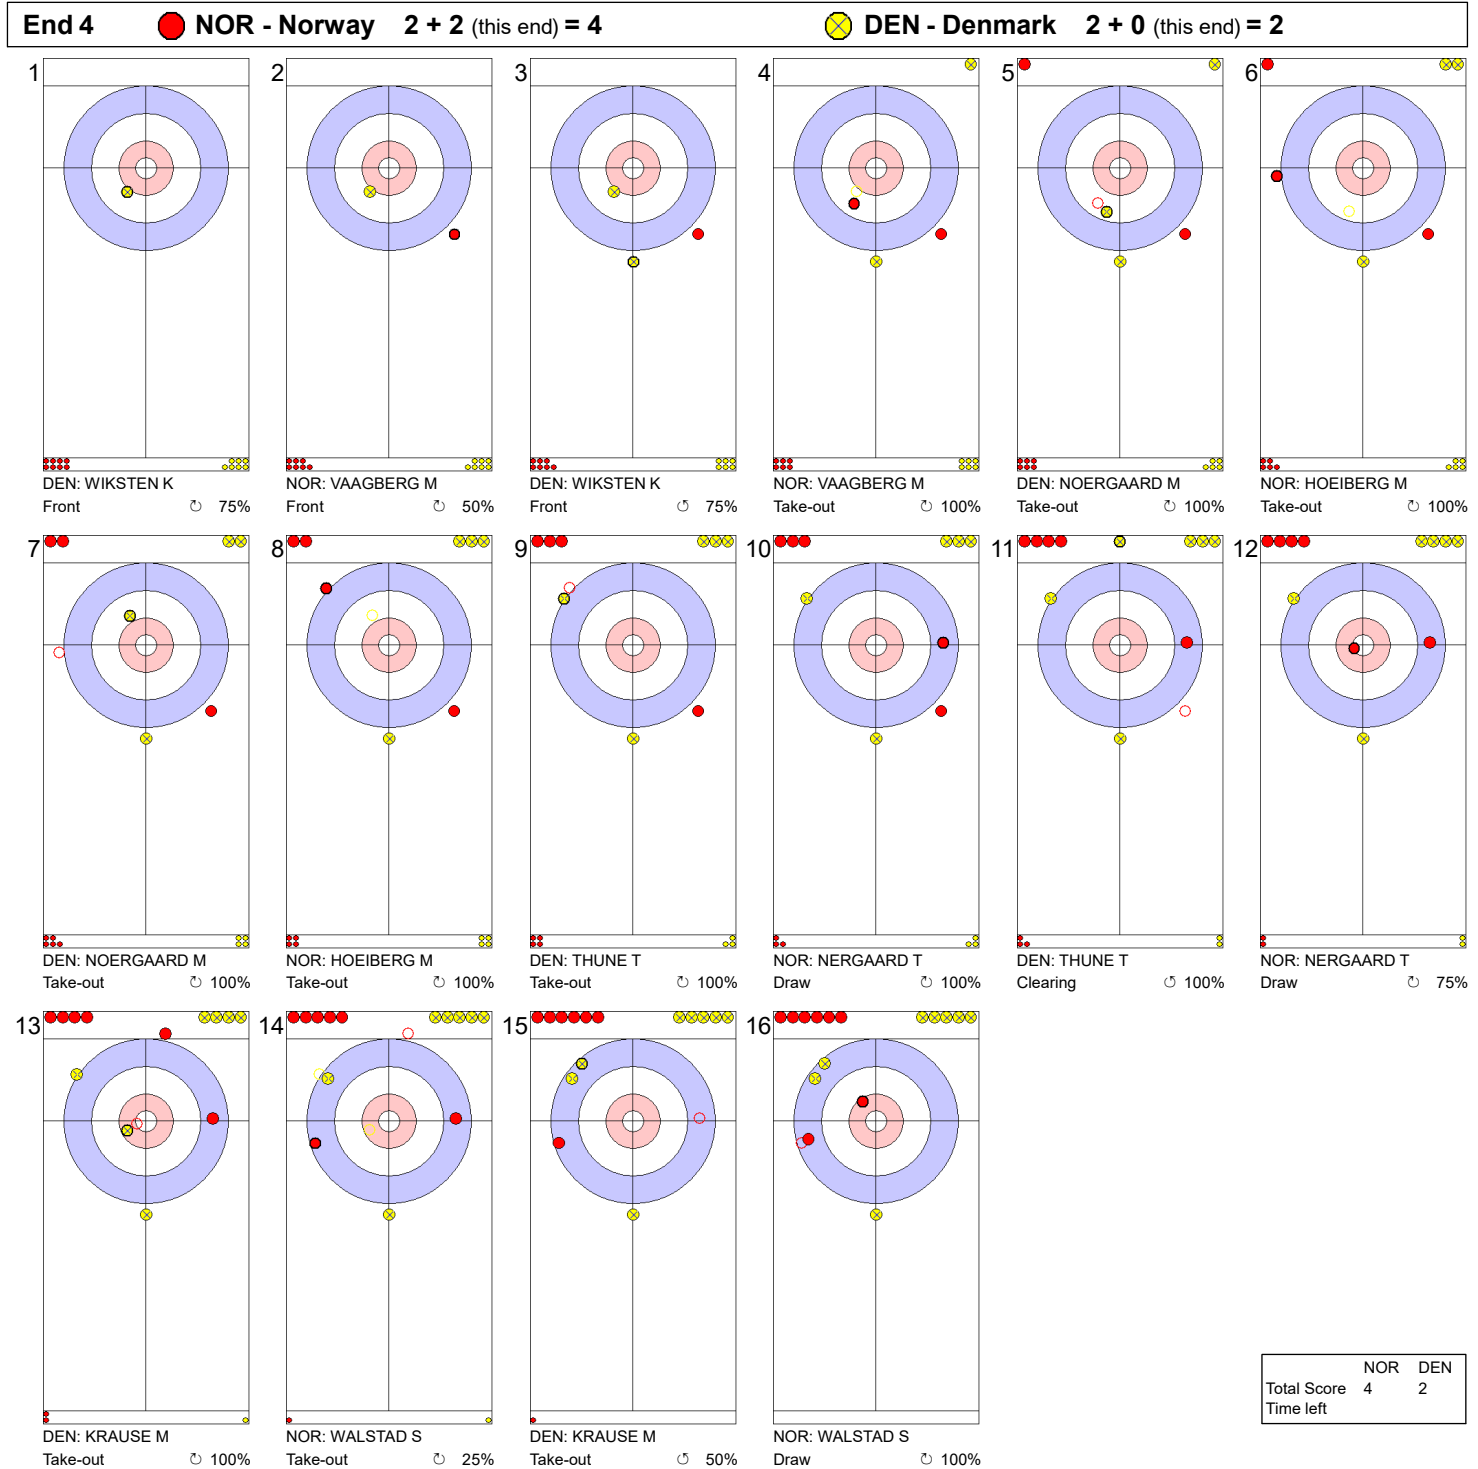 End 4 NOR - Norway 2 + 2 (this end) = 4 DEN - Denmark 2 + 0 (this end) = 2
1 2 3 4 5 6
DEN: WIKSTEN K NOR: VAAGBERG M DEN: WIKSTEN K NOR: VAAGBERG M DEN: NOERGAARD M NOR: HOEIBERG M
Front ↻ 75% Front ↻ 50% Front ↺ 75% Take-out ↻ 100% Take-out ↻ 100% Take-out ↻ 100%
7 8 9 10 11 12
DEN: NOERGAARD M NOR: HOEIBERG M DEN: THUNE T NOR: NERGAARD T DEN: THUNE T NOR: NERGAARD T
Take-out ↻ 100% Take-out ↻ 100% Take-out ↻ 100% Draw ↻ 100% Clearing ↺ 100% Draw ↻ 75%
13 14 15 16
NOR DEN
Total Score 4 2
Time left
DEN: KRAUSE M NOR: WALSTAD S DEN: KRAUSE M NOR: WALSTAD S
Take-out ↻ 100% Take-out ↺ 25% Take-out ↺ 50% Draw ↻ 100%